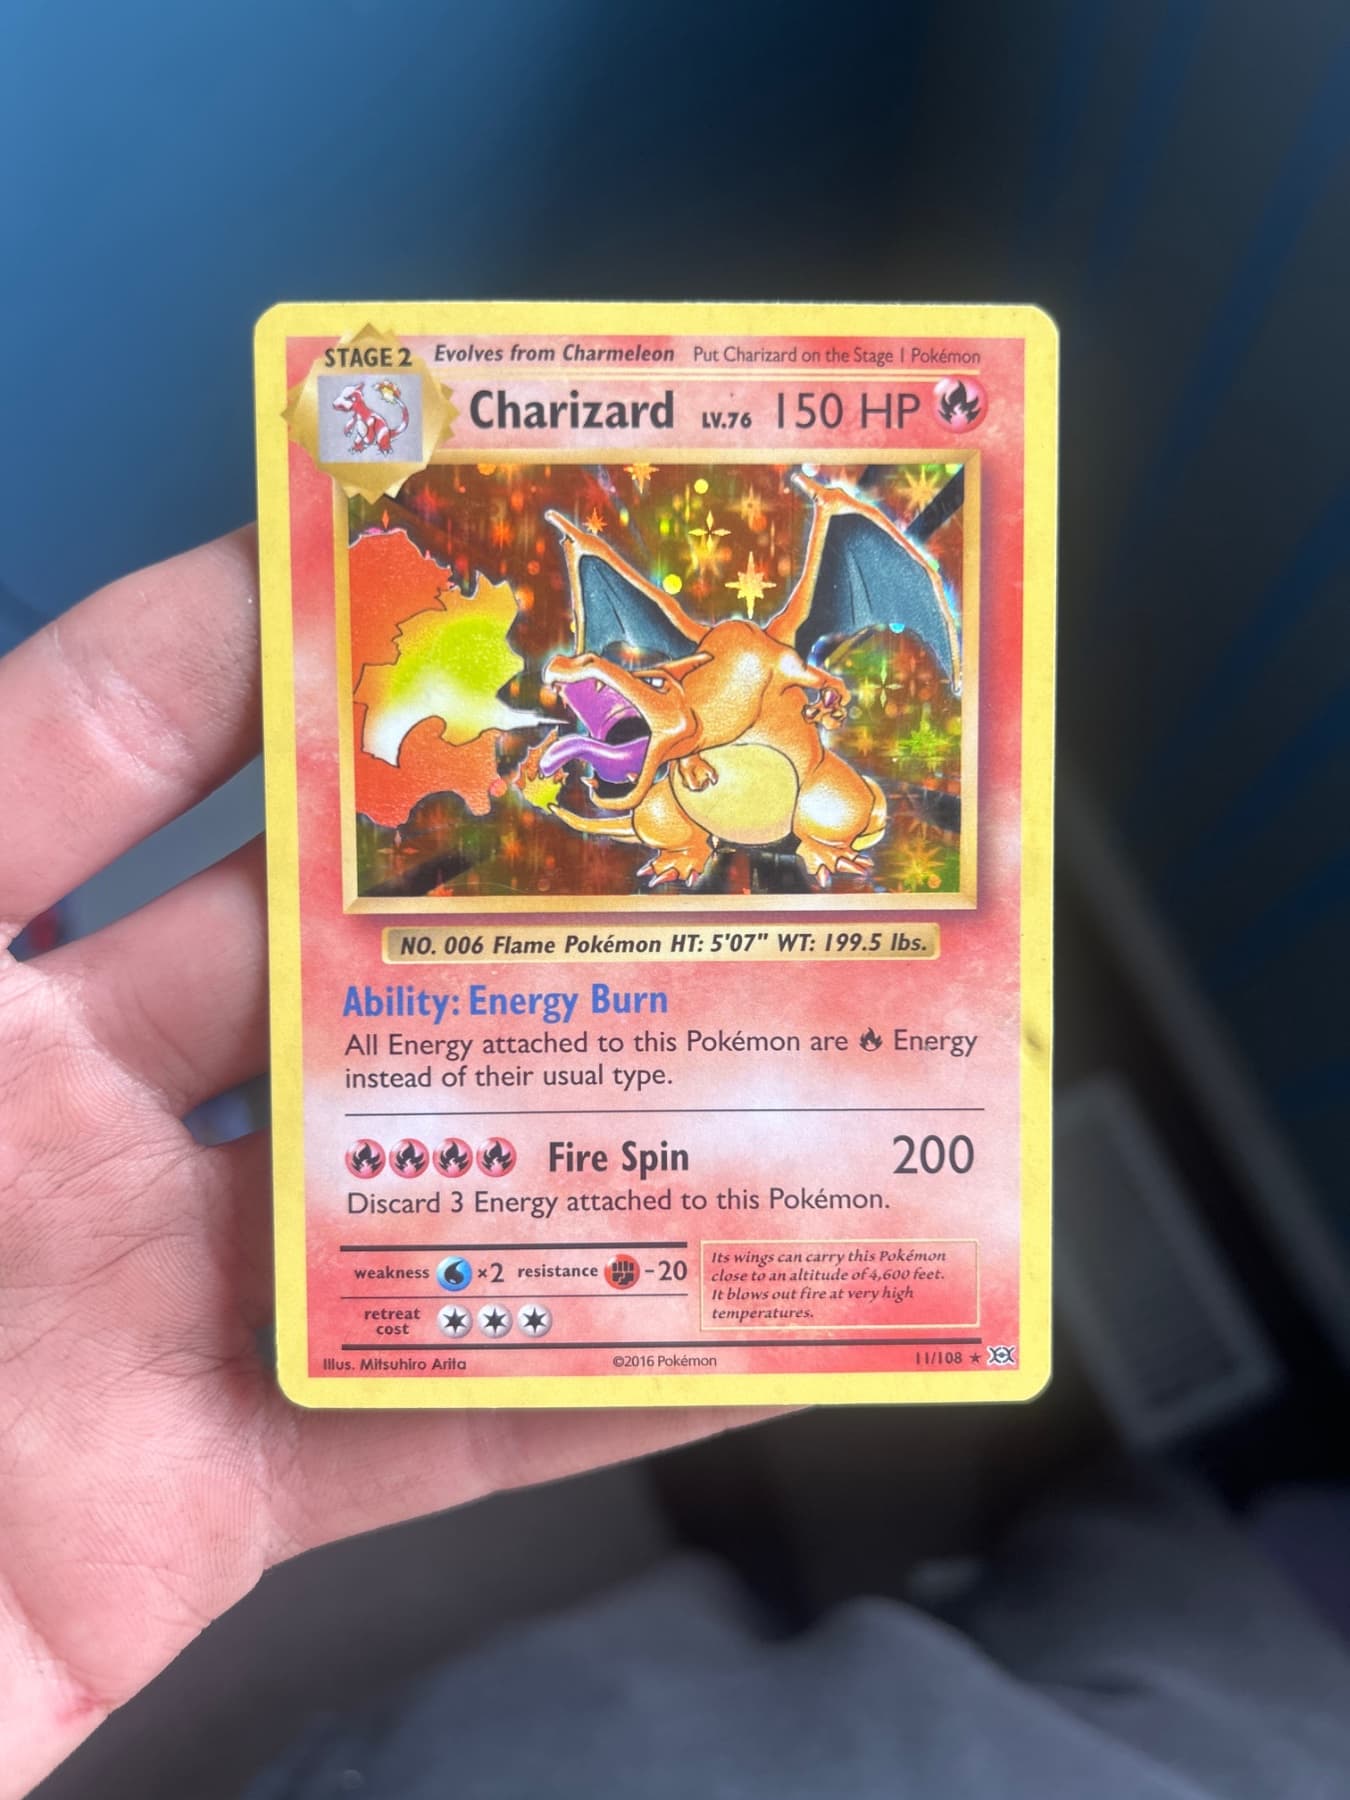 STAGE 2 Evolves from Charmeleon Put Charizard on the Stage 1 Pokémon
Charizard LV.76 150 HP
NO. 006 Flame Pokémon HT: 5'07" WT: 199.5 lbs.
Ability: Energy Burn
All Energy attached to this Pokémon are Energy
instead of their usual type.
Fire Spin 200
Discard 3 Energy attached to this Pokémon.
weakness ×2 resistance -20
retreat
cost
Its wings can carry this Pokémon
close to an altitude of 4,600 feet.
It blows out fire at very high
temperatures.
Illus. Mitsuhiro Arita ©2016 Pokémon 11/108 ★